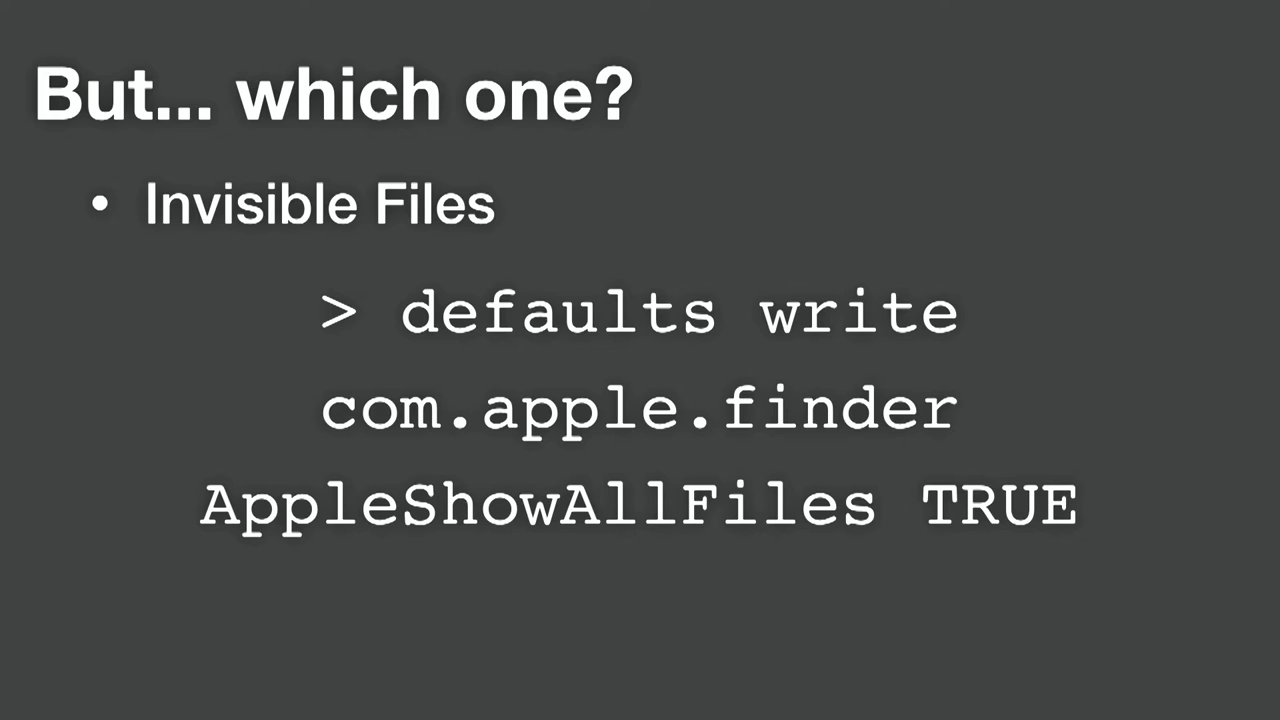 But... which one?
• Invisible Files
> defaults write
com.apple.finder
AppleShowAllFiles TRUE